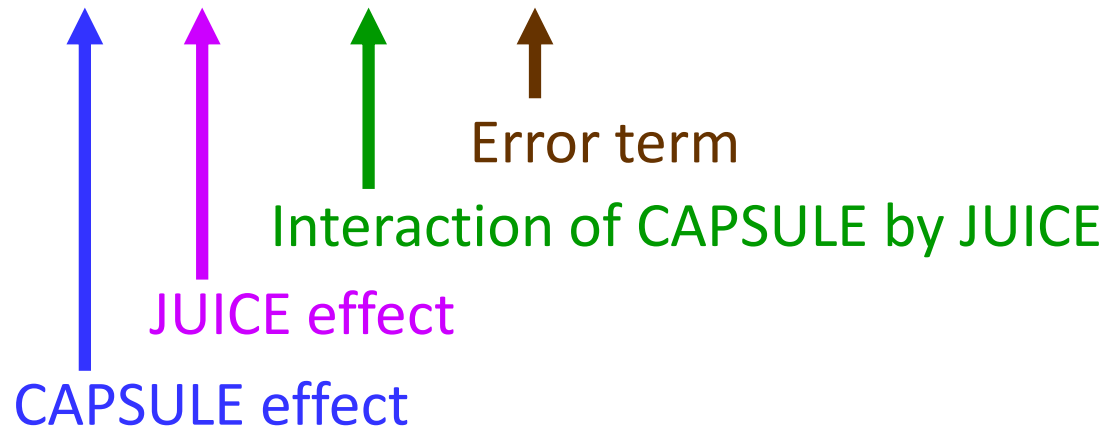 Error term
Interaction of CAPSULE by JUICE
JUICE effect
CAPSULE effect